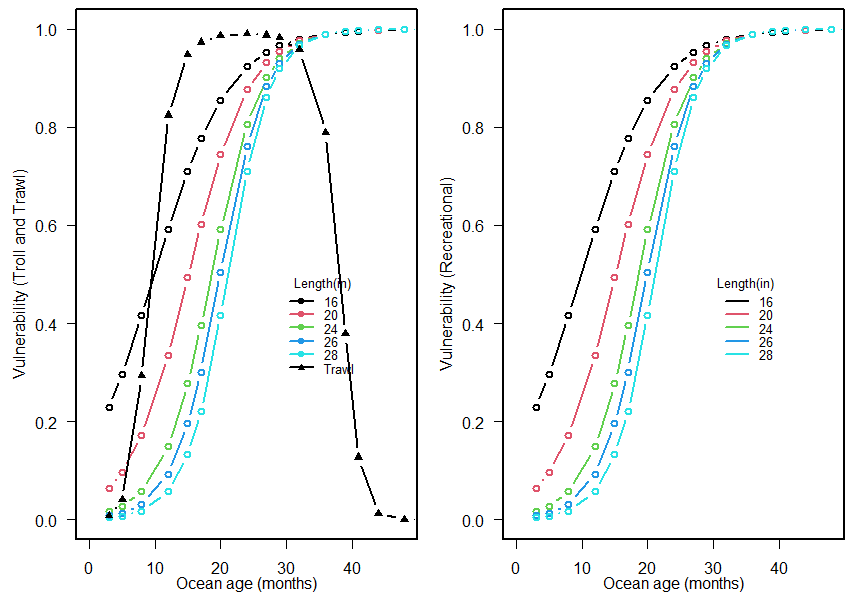 Vulnerability (Troll and Trawl)
1.0
0.8
0.6
0.4
0.2
0.0
0 10 20 30 40
Ocean age (months)
Length(in)
16
20
24
26
28
Trawl
Vulnerability (Recreational)
1.0
0.8
0.6
0.4
0.2
0.0
0 10 20 30 40
Ocean age (months)
Length(in)
16
20
24
26
28